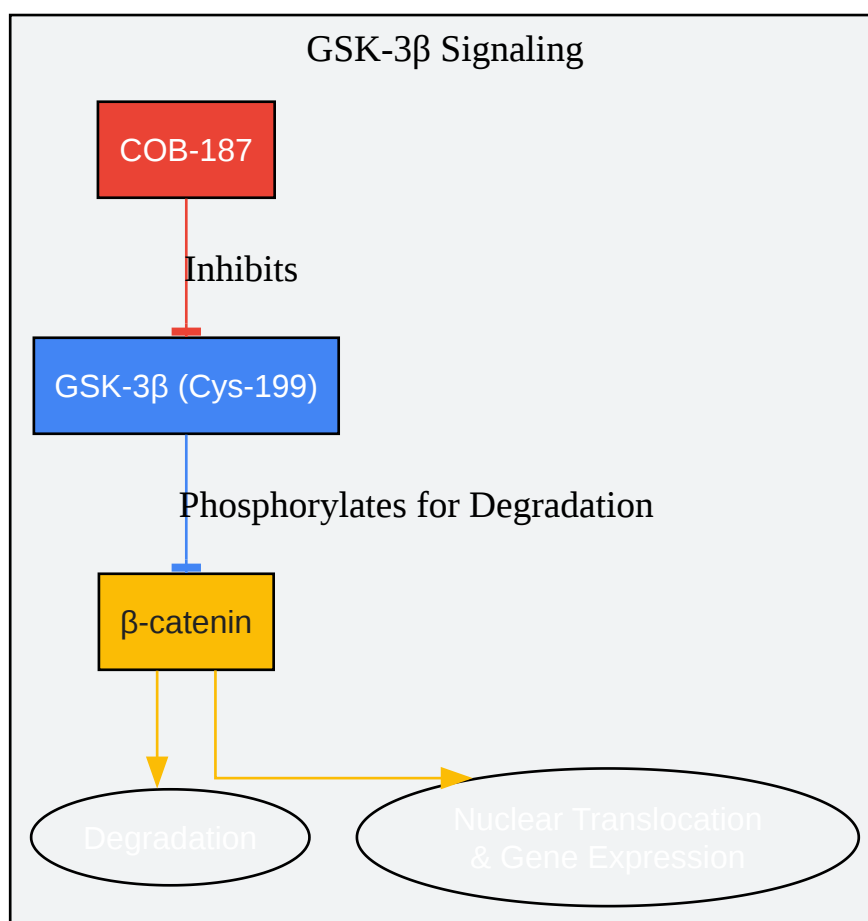 GSK-3β Signaling
COB-187
Inhibits
GSK-3β (Cys-199)
Phosphorylates for Degradation
β-catenin
Degradation
Nuclear Translocation
& Gene Expression